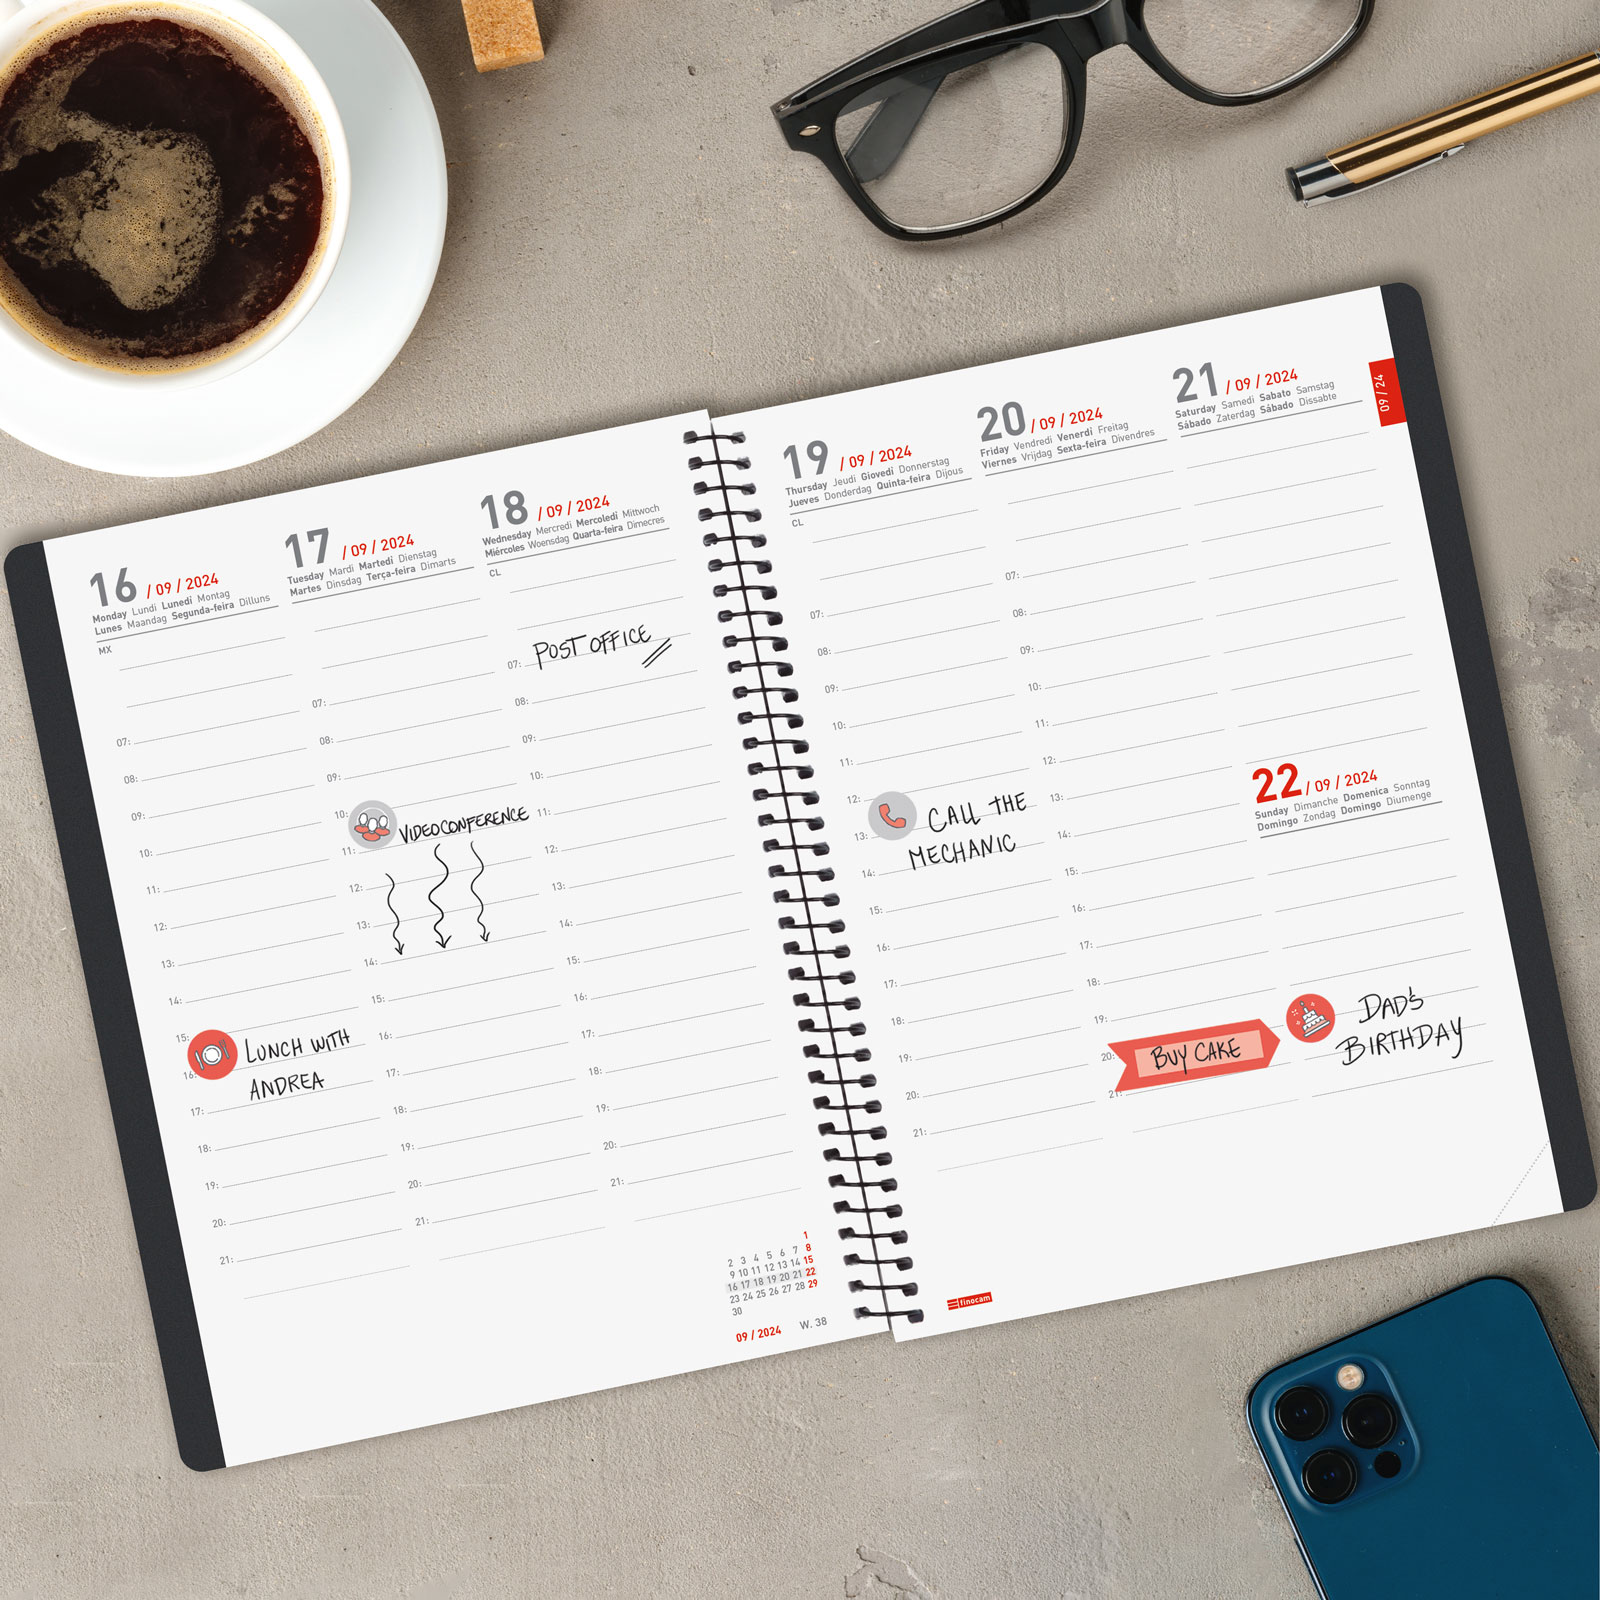 16 / 09 / 2024
Monday Lundi Lunedì Montag
Lunes Maandag Segunda-feira Dilluns
MX
07:
08:
09:
10:
11:
12:
13:
14:
15:
16:
LUNCH WITH
ANDREA
17:
18:
19:
20:
21:
17 / 09 / 2024
Tuesday Mardi Martedì Dienstag
Martes Dinsdag Terça-feira Dimarts
07:
08:
09:
10:
VIDEOCONFERENCE
11:
12:
13:
14:
15:
16:
17:
18:
19:
20:
21:
18 / 09 / 2024
Wednesday Mercredi Mercoledì Mittwoch
Miércoles Woensdag Quarta-feira Dimecres
CL
POST OFFICE
07:
08:
09:
10:
11:
12:
13:
14:
15:
16:
17:
18:
19:
20:
21:
1
2 3 4 5 6 7 8
9 10 11 12 13 14 15
16 17 18 19 20 21 22
23 24 25 26 27 28 29
30
09 / 2024 W. 38
19 / 09 / 2024
Thursday Jeudi Giovedì Donnerstag
Jueves Donderdag Quinta-feira Dijous
CL
07:
08:
09:
10:
11:
12:
CALL THE
13:
MECHANIC
14:
15:
16:
17:
18:
19:
20:
21:
finocam
20 / 09 / 2024
Friday Vendredi Venerdì Freitag
Viernes Vrijdag Sexta-feira Divendres
07:
08:
09:
10:
11:
12:
13:
14:
15:
16:
17:
18:
19:
20:
BUY CAKE
21:
21 / 09 / 2024
Saturday Samedi Sabato Samstag
Sábado Zaterdag Sábado Dissabte
09 / 24
22 / 09 / 2024
Sunday Dimanche Domenica Sonntag
Domingo Zondag Domingo Diumenge
DAD'S
BIRTHDAY